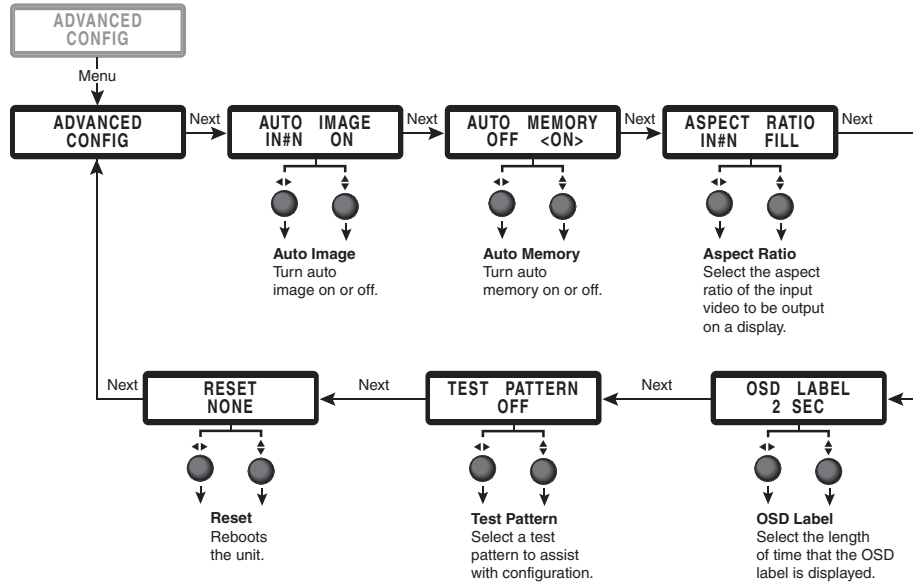 ADVANCED
CONFIG
Menu
ADVANCED
CONFIG
Next
AUTO IMAGE
IN#N ON
Next
AUTO MEMORY
OFF <ON>
Next
ASPECT RATIO
IN#N FILL
Next
Auto Image
Turn auto
image on or off.
Auto Memory
Turn auto
memory on or off.
Aspect Ratio
Select the aspect
ratio of the input
video to be output
on a display.
OSD LABEL
2 SEC
Next
TEST PATTERN
OFF
Next
RESET
NONE
Next
Reset
Reboots
the unit.
Test Pattern
Select a test
pattern to assist
with configuration.
OSD Label
Select the length
of time that the OSD
label is displayed.